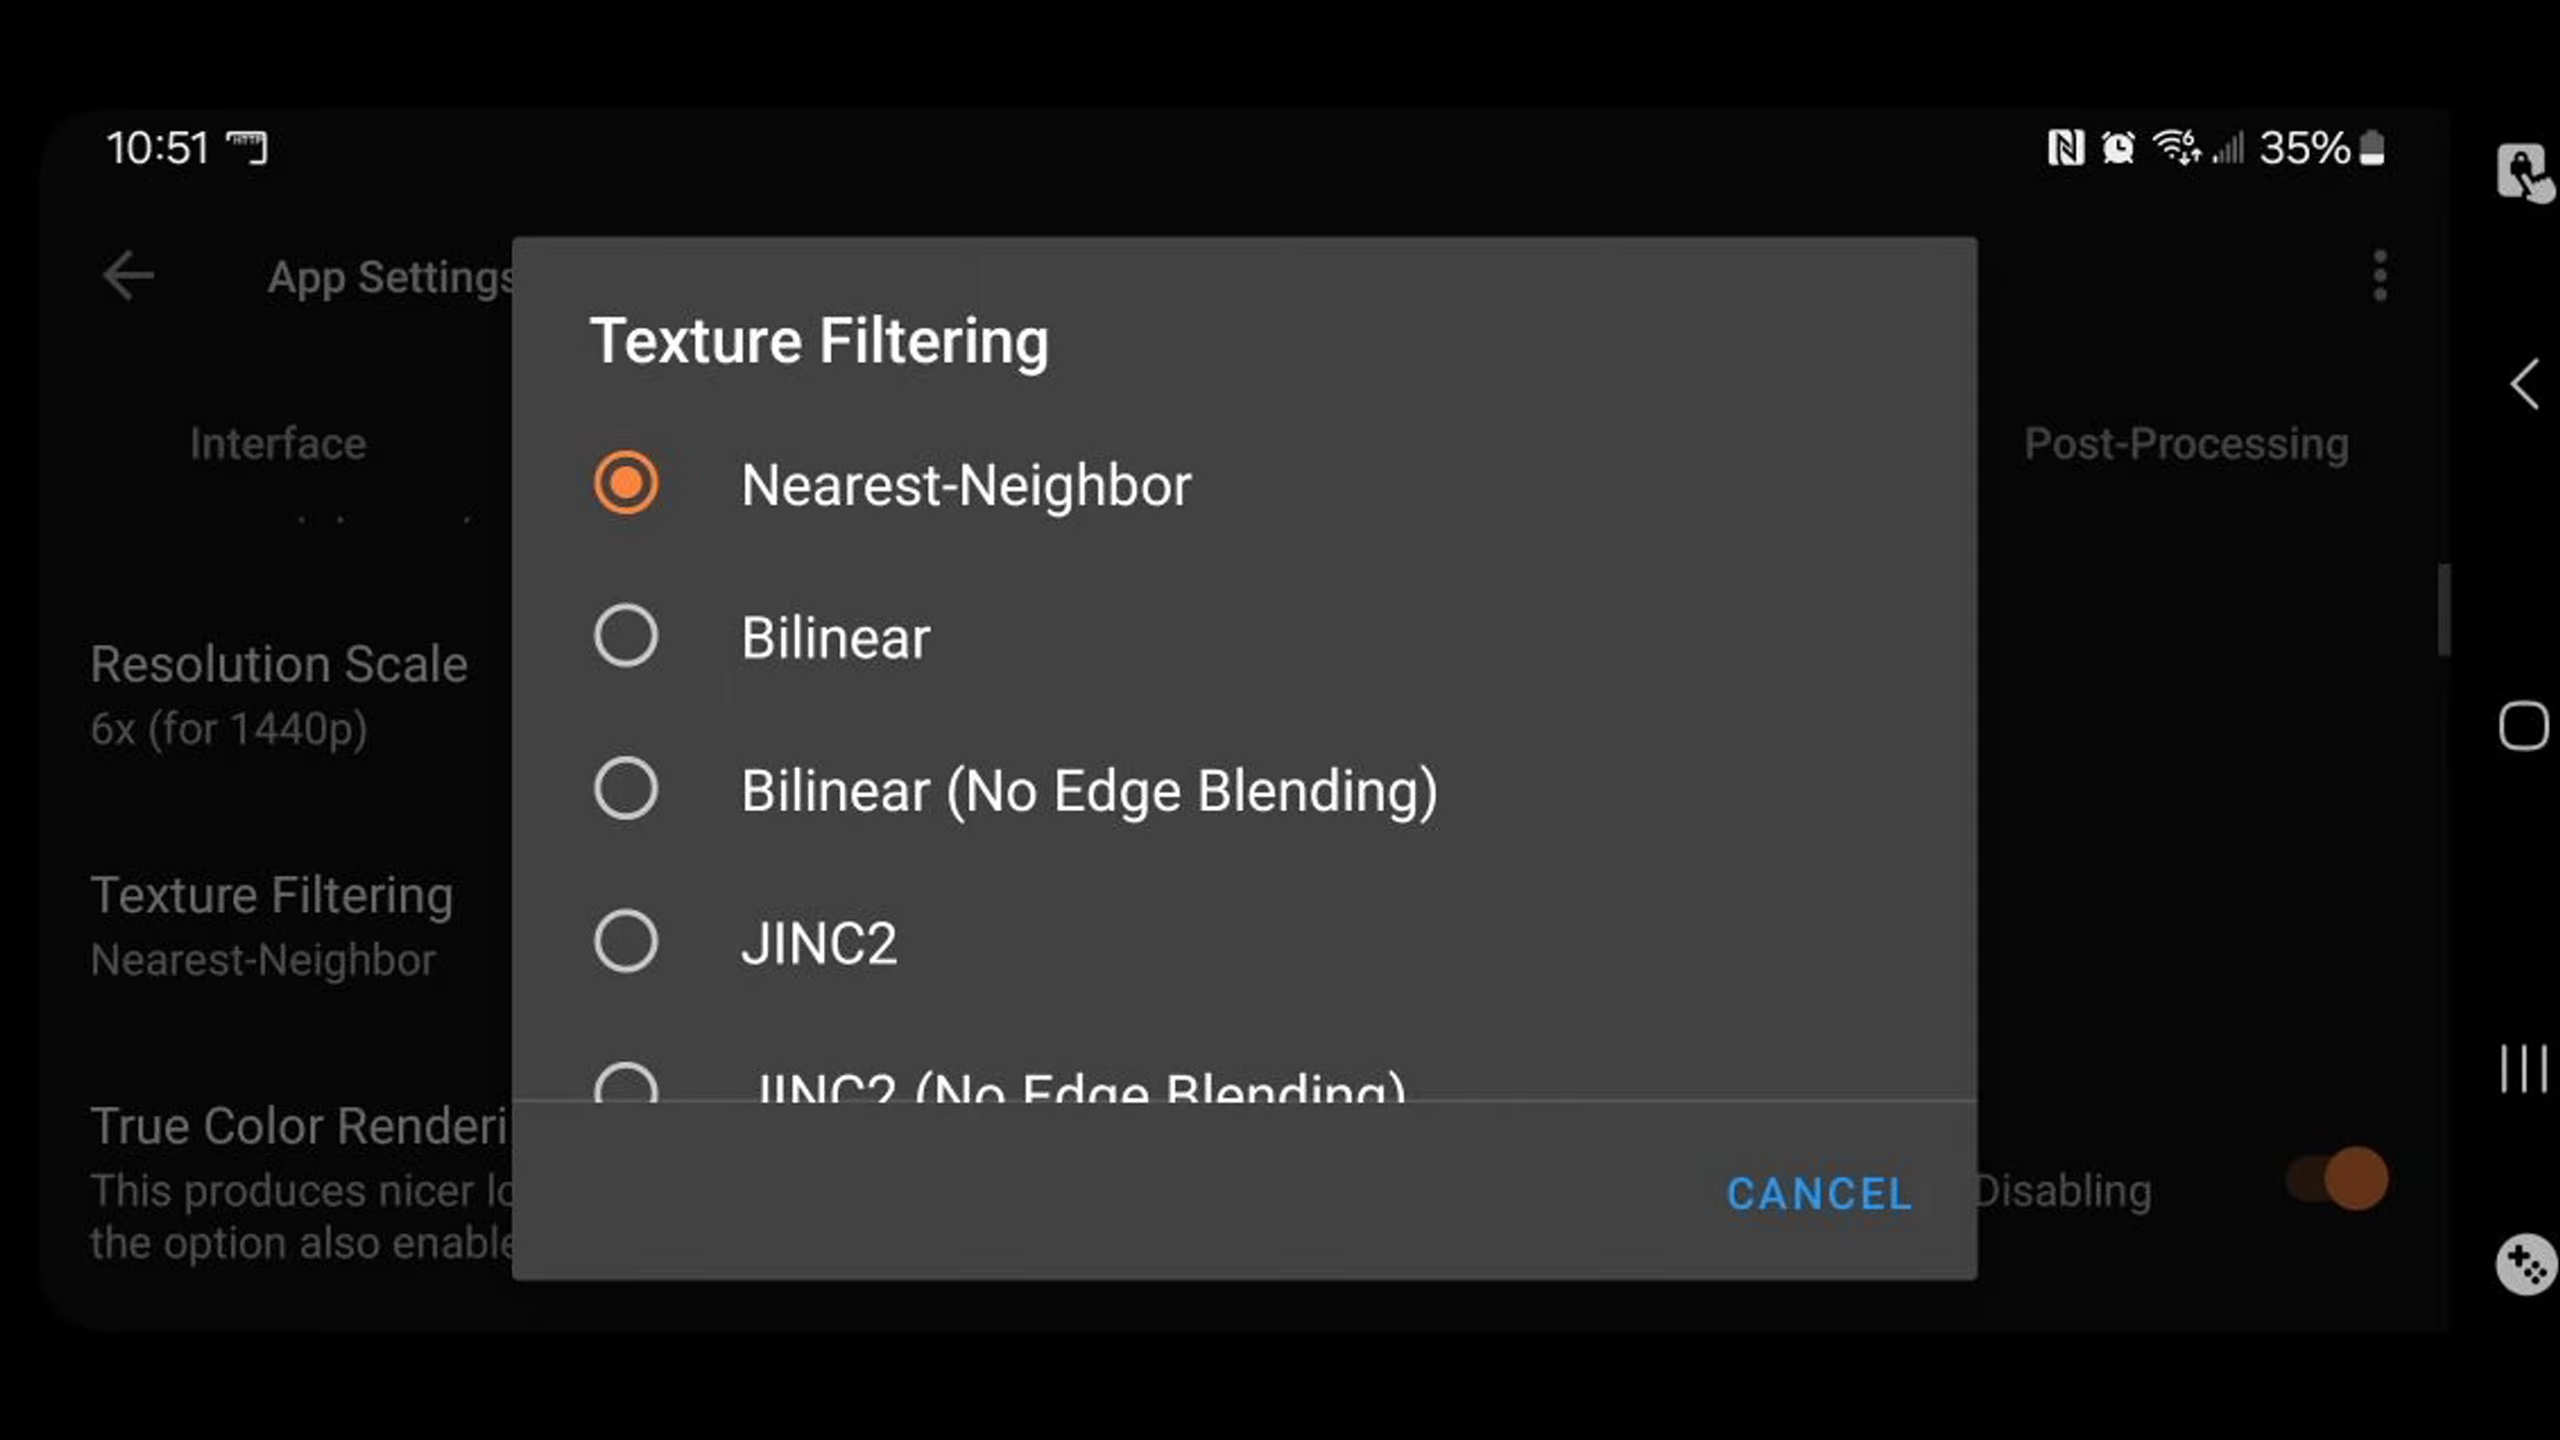 10:51
35%
App Settings
Texture Filtering
Interface
Post-Processing
Nearest-Neighbor
Resolution Scale
6x (for 1440p)
Bilinear
Bilinear (No Edge Blending)
Texture Filtering
Nearest-Neighbor
JINC2
JINC2 (No Edge Blending)
True Color Renderi
This produces nicer lo
Disabling
the option also enable
CANCEL